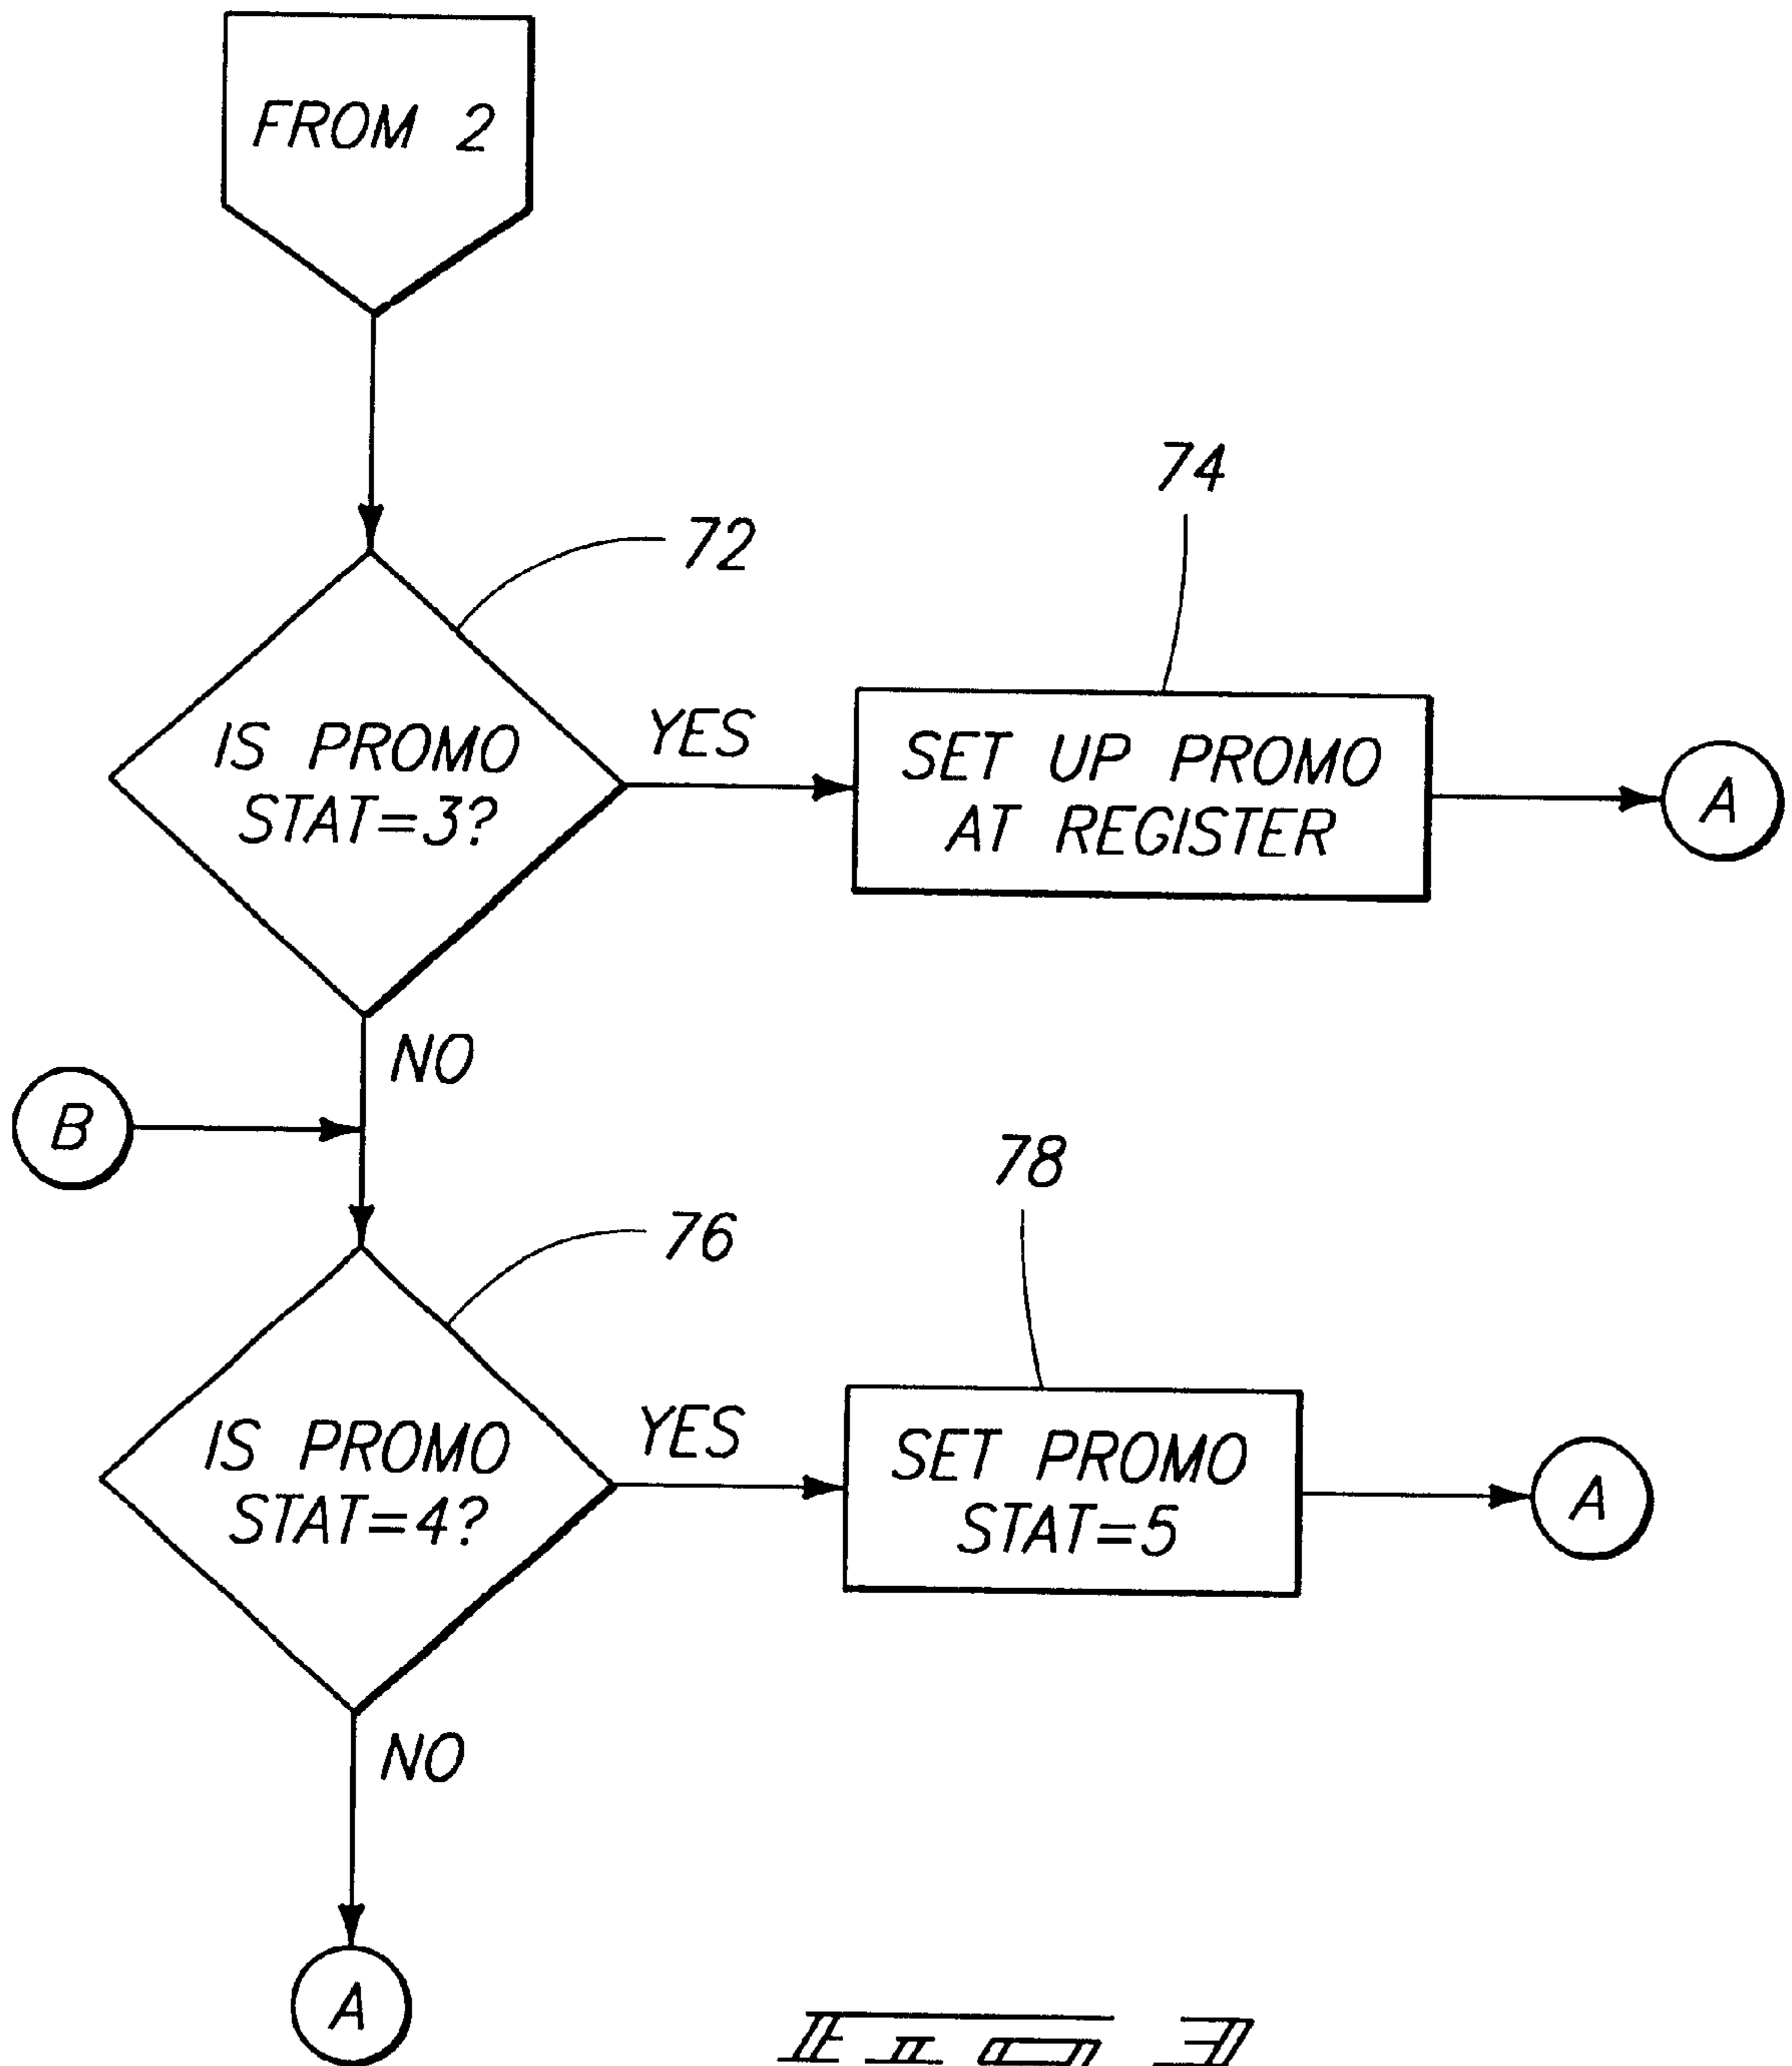 FROM 2
72
74
IS PROMO
STAT=3?
YES
SET UP PROMO
AT REGISTER
A
NO
B
76
78
IS PROMO
STAT=4?
YES
SET PROMO
STAT=5
A
NO
A